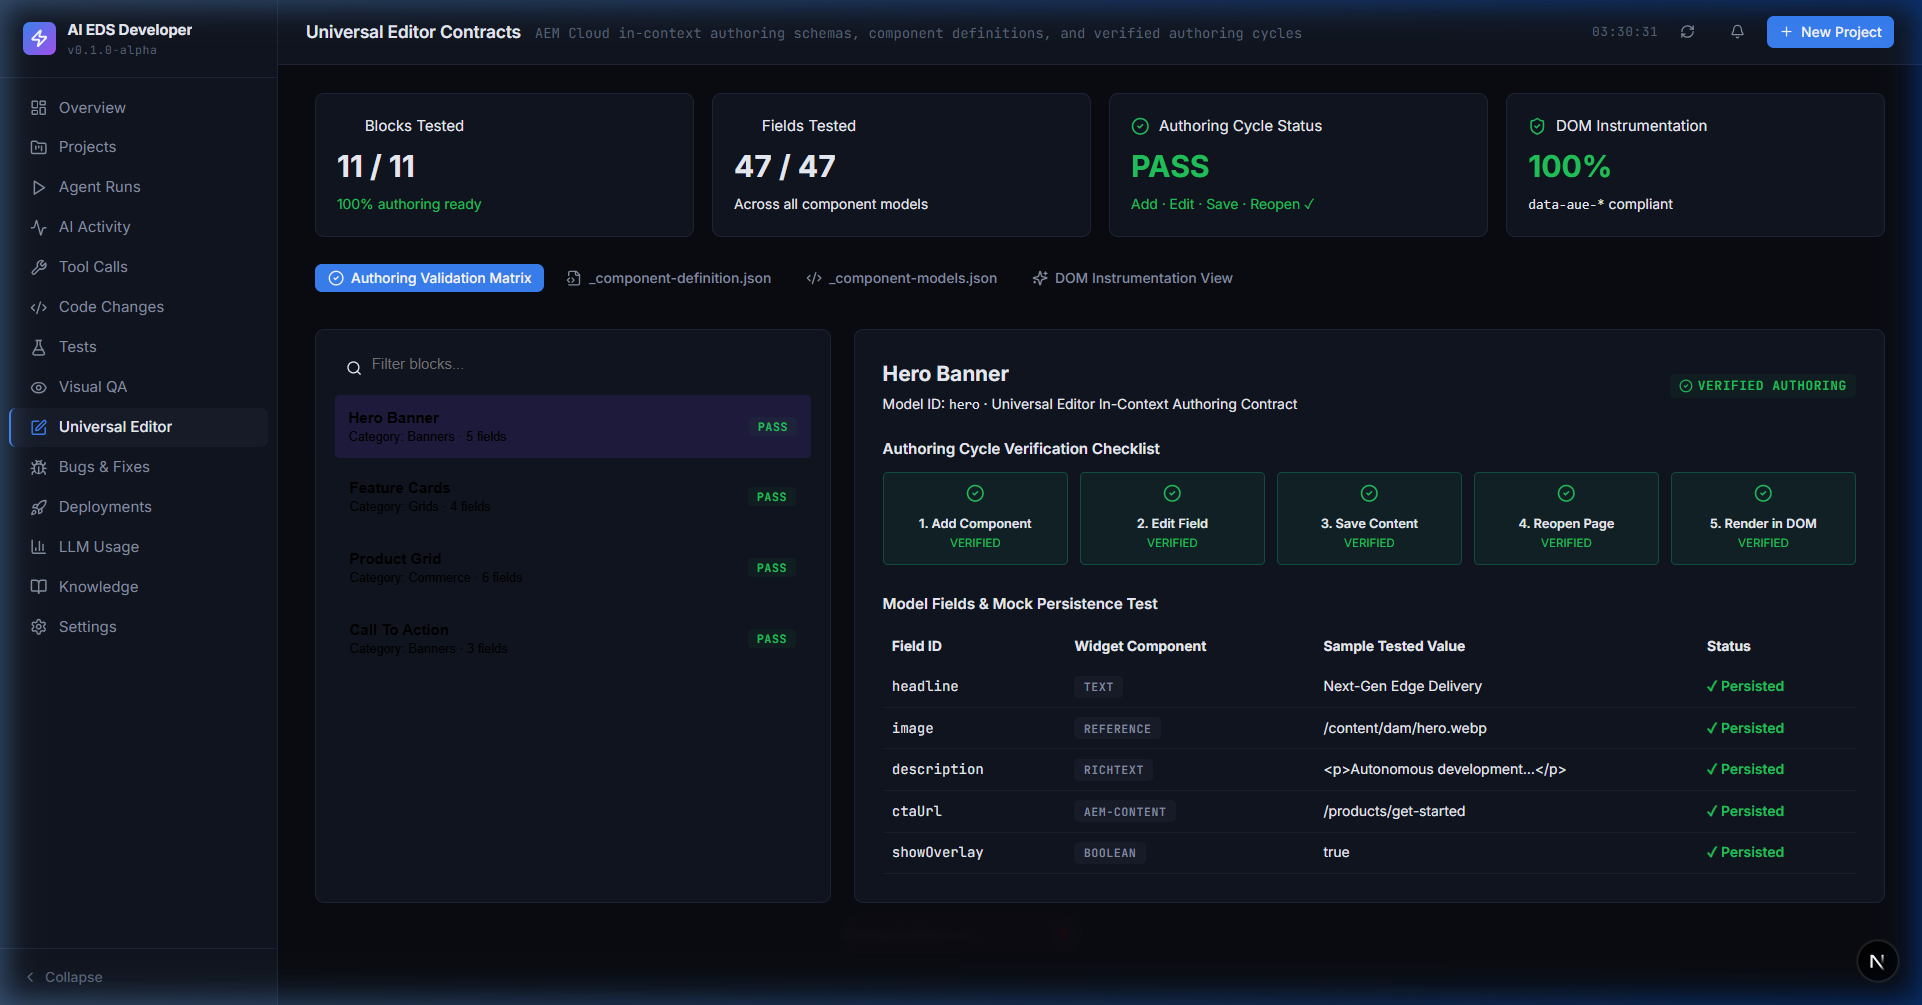 AI EDS Developer
v0.1.0-alpha
Overview
Projects
Agent Runs
AI Activity
Tool Calls
Code Changes
Tests
Visual QA
Universal Editor
Bugs & Fixes
Deployments
LLM Usage
Knowledge
Settings
Collapse
Universal Editor Contracts AEM Cloud in-context authoring schemas, component definitions, and verified authoring cycles
03:30:31
+ New Project
Blocks Tested
11 / 11
100% authoring ready
Fields Tested
47 / 47
Across all component models
Authoring Cycle Status
PASS
Add · Edit · Save · Reopen ✓
DOM Instrumentation
100%
data-aue-* compliant
Authoring Validation Matrix
_component-definition.json
_component-models.json
DOM Instrumentation View
Filter blocks...
Hero Banner
Category: Banners · 5 fields
PASS
Feature Cards
Category: Grids · 4 fields
PASS
Product Grid
Category: Commerce · 6 fields
PASS
Call To Action
Category: Banners · 3 fields
PASS
Hero Banner
Model ID: hero · Universal Editor In-Context Authoring Contract
VERIFIED AUTHORING
Authoring Cycle Verification Checklist
1. Add Component
VERIFIED
2. Edit Field
VERIFIED
3. Save Content
VERIFIED
4. Reopen Page
VERIFIED
5. Render in DOM
VERIFIED
Model Fields & Mock Persistence Test
Field ID Widget Component Sample Tested Value Status
headline TEXT Next-Gen Edge Delivery ✓ Persisted
image REFERENCE /content/dam/hero.webp ✓ Persisted
description RICHTEXT <p>Autonomous development...</p> ✓ Persisted
ctaUrl AEM-CONTENT /products/get-started ✓ Persisted
showOverlay BOOLEAN true ✓ Persisted
N